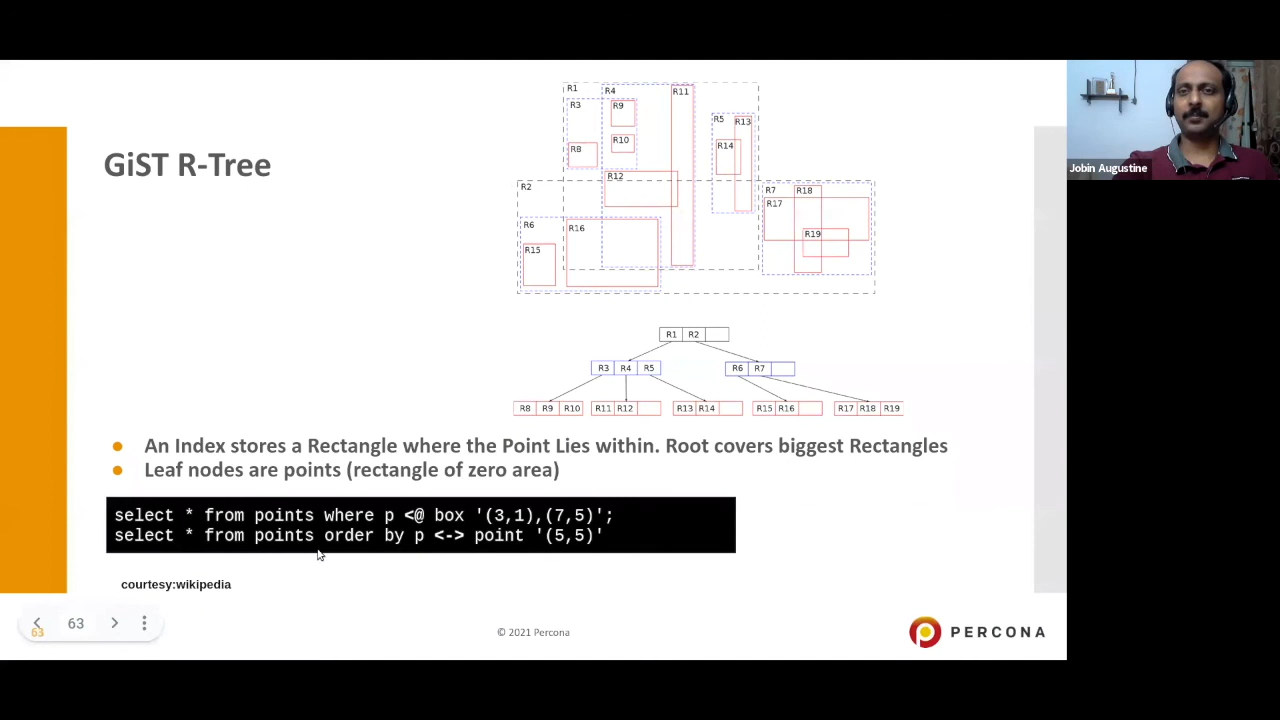 GiST R-Tree
R1
R4
R11
R3
R9
R5
R13
R10
R14
R8
R12
R2
R7
R18
R17
R6
R16
R19
R15
R1 R2
R3 R4 R5
R6 R7
R8 R9 R10
R11 R12
R13 R14
R15 R16
R17 R18 R19
An Index stores a Rectangle where the Point Lies within. Root covers biggest Rectangles
Leaf nodes are points (rectangle of zero area)
select * from points where p <@ box '(3,1),(7,5)';
select * from points order by p <-> point '(5,5)'
courtesy:wikipedia
63
63
© 2021 Percona
PERCONA
Jobin Augustine